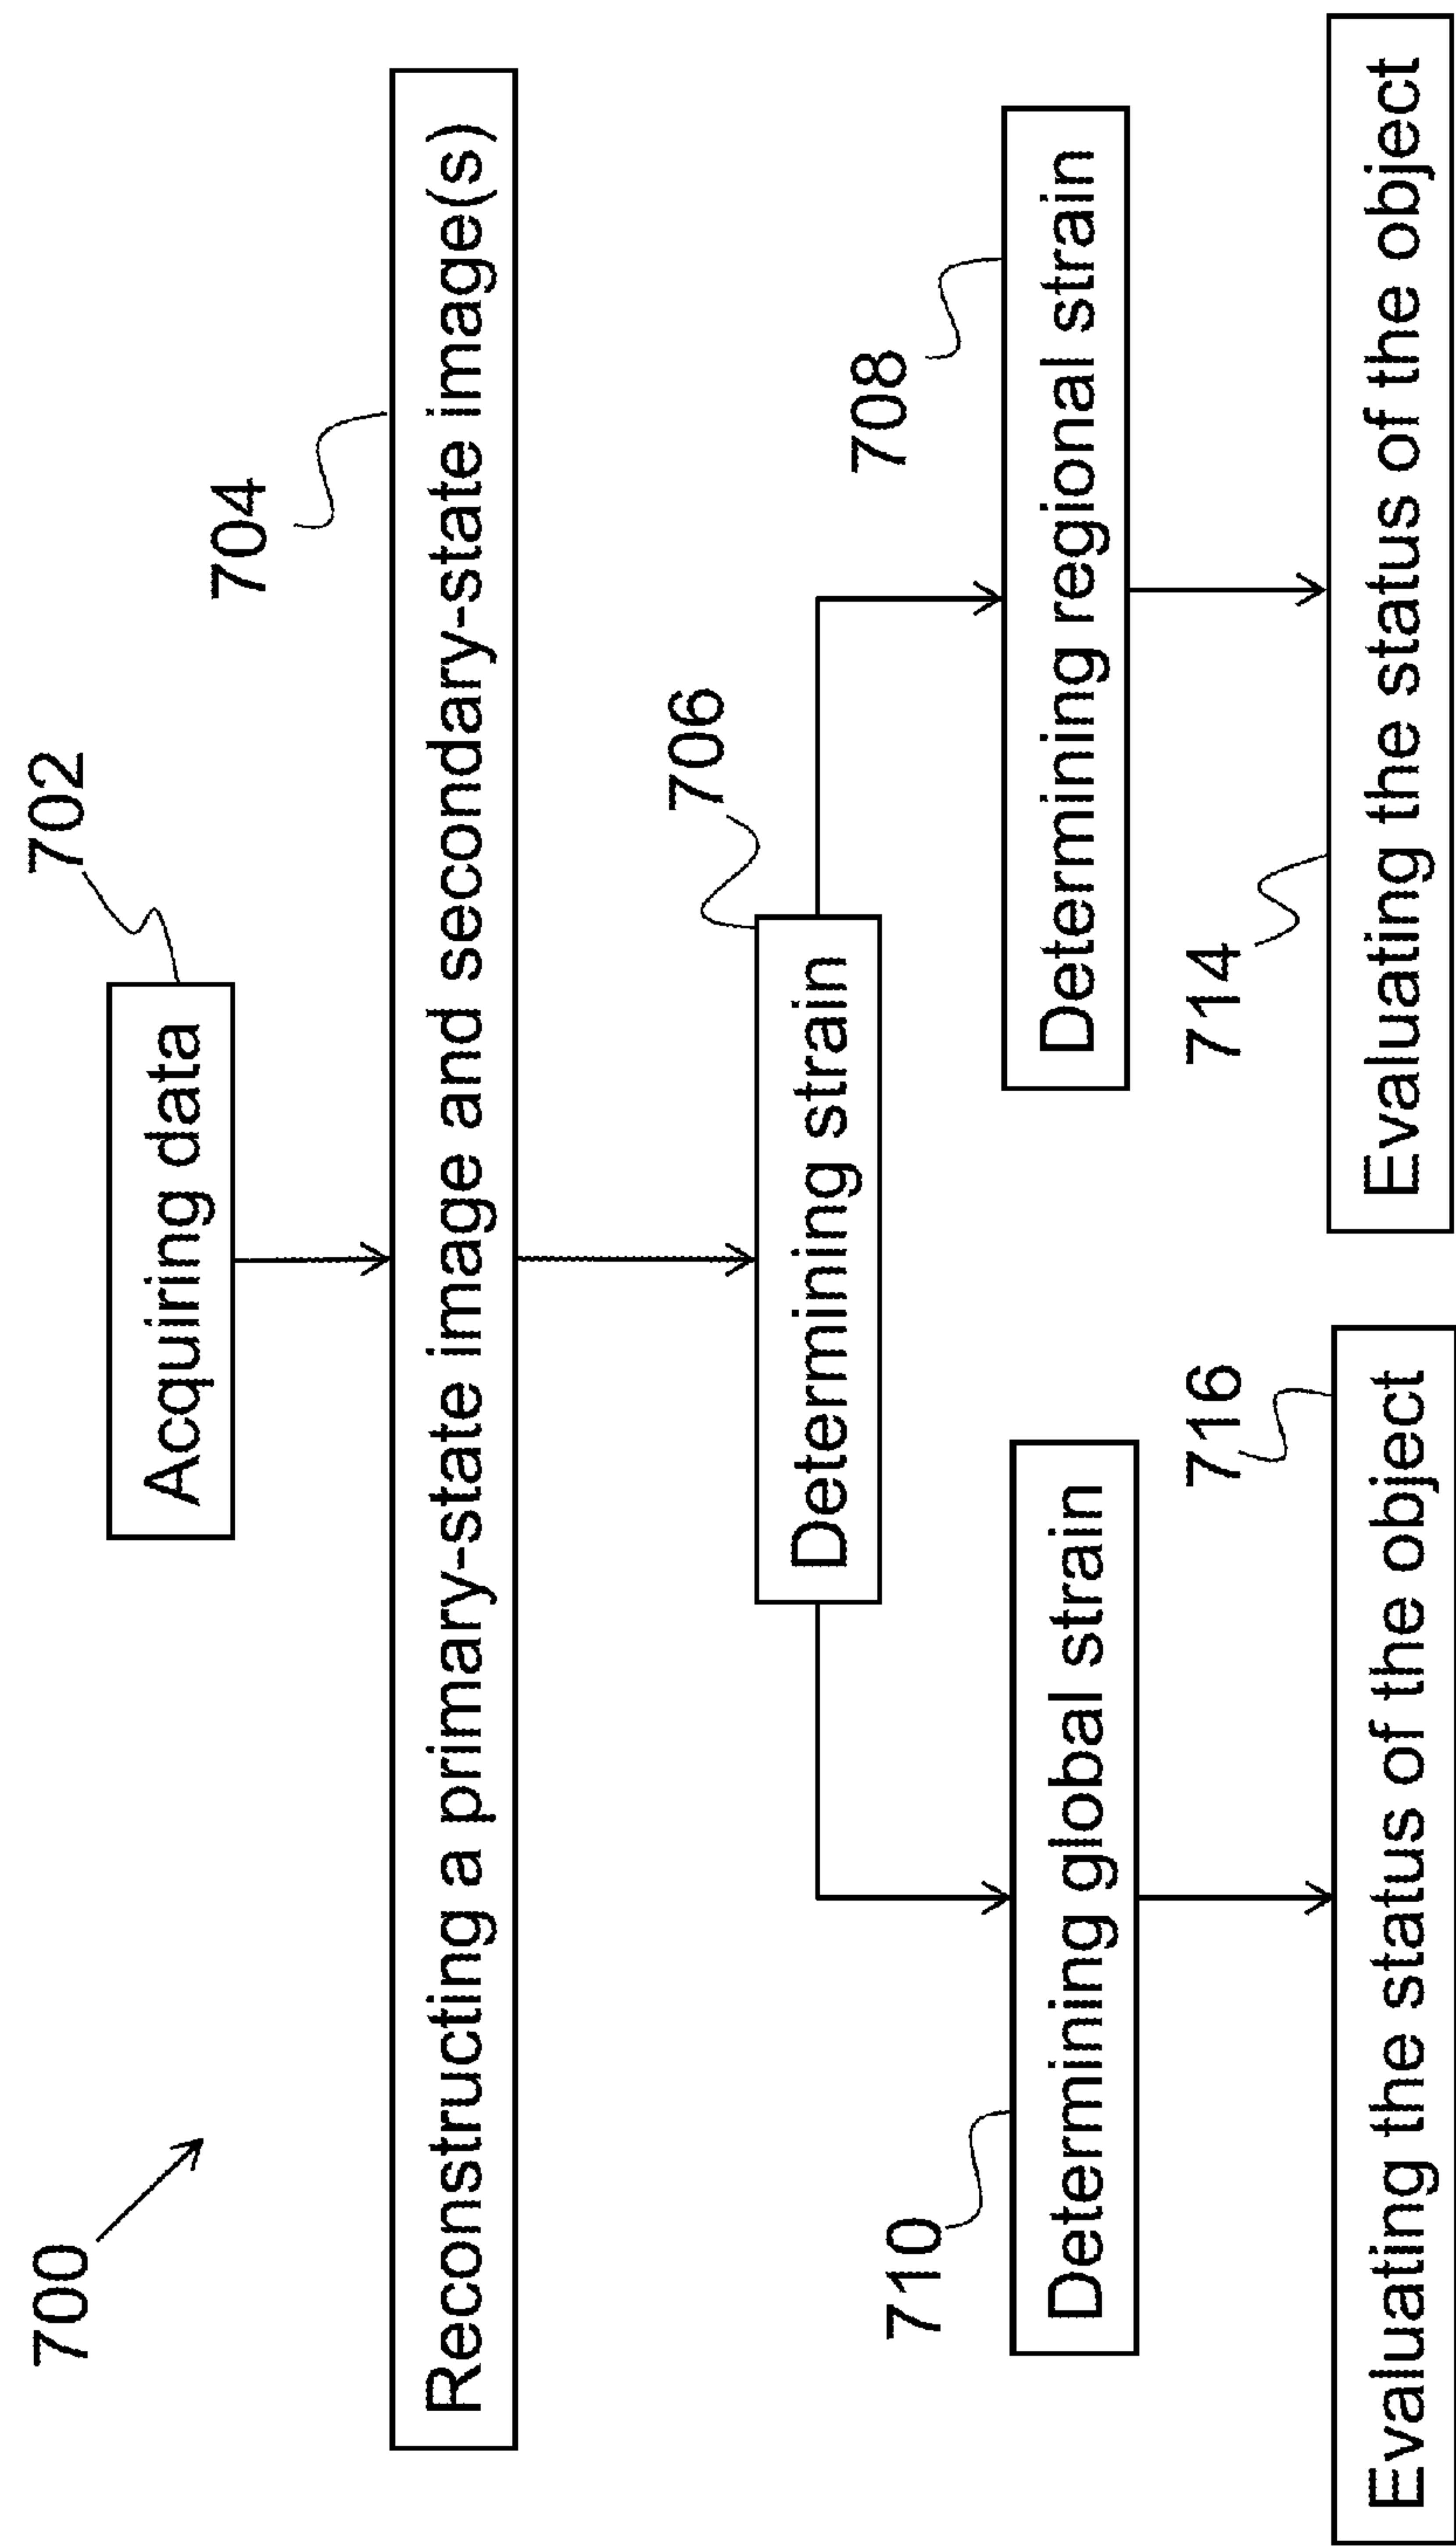 700
702
Acquiring data
704
Reconstructing a primary-state image and secondary-state image(s)
706
Determining strain
710
708
Determining global strain
Determining regional strain
716
714
Evaluating the status of the object
Evaluating the status of the object